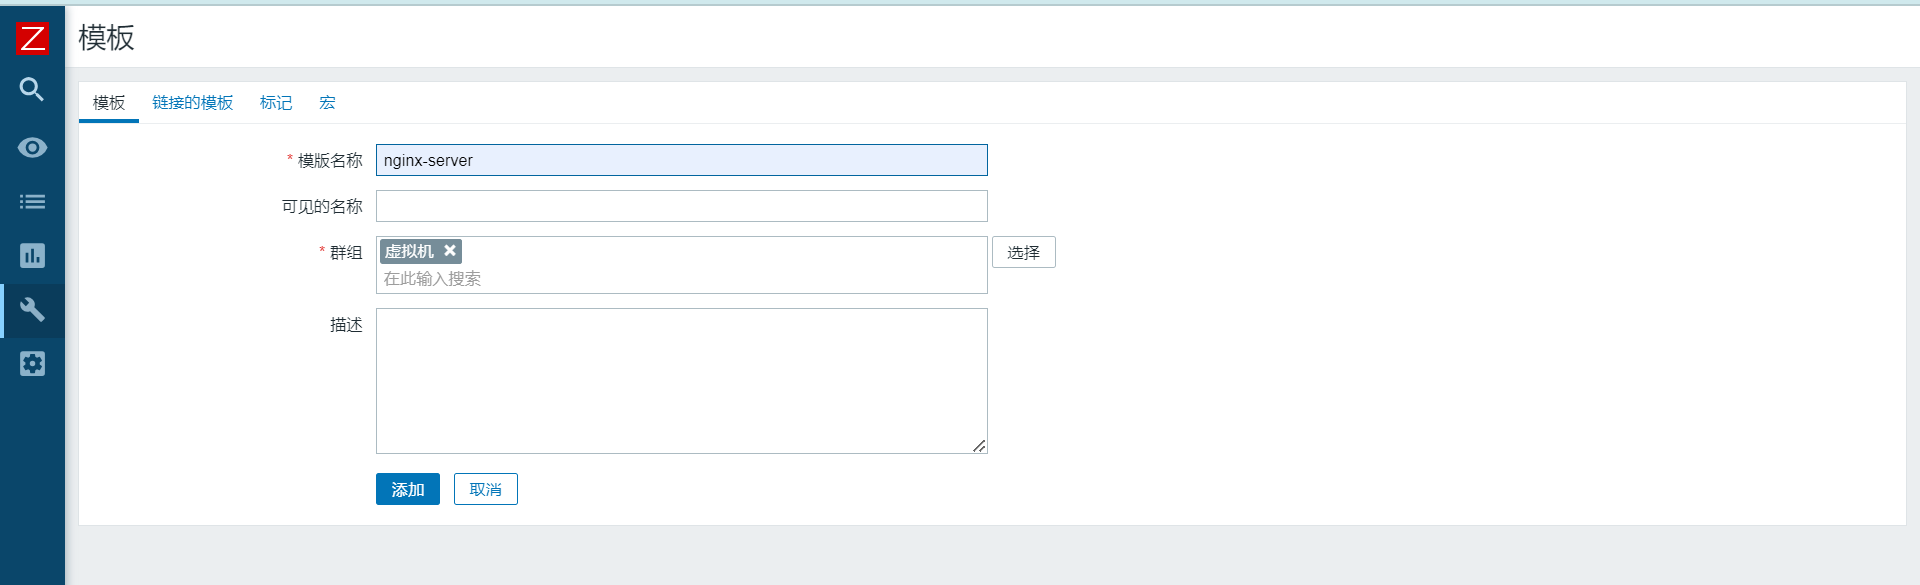 Z
模板
模板 链接的模板 标记 宏
* 模版名称 nginx-server
可见的名称
* 群组 虚拟机 ✖ 选择
在此输入搜索
描述
添加 取消